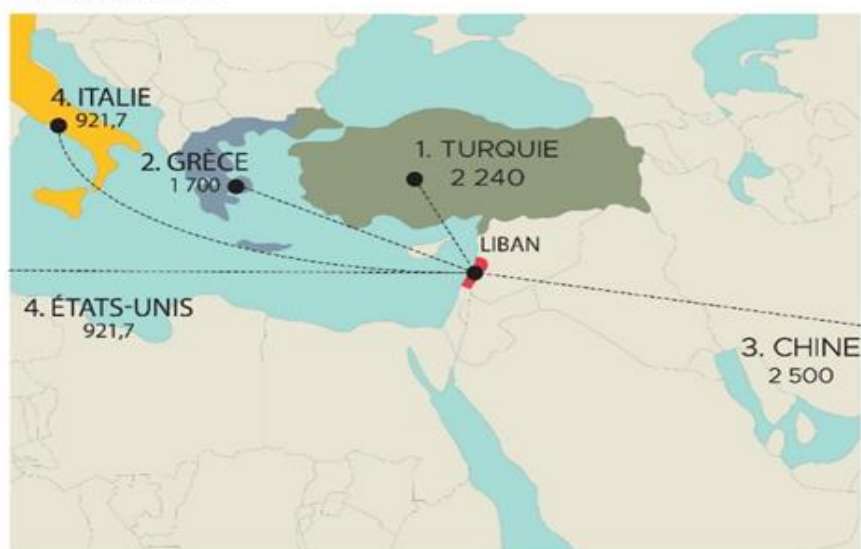 4. ITALIE
921,7
2. GRÈCE
1 700
1. TURQUIE
2 240
LIBAN
4. ÉTATS-UNIS
921,7
3. CHINE
2 500